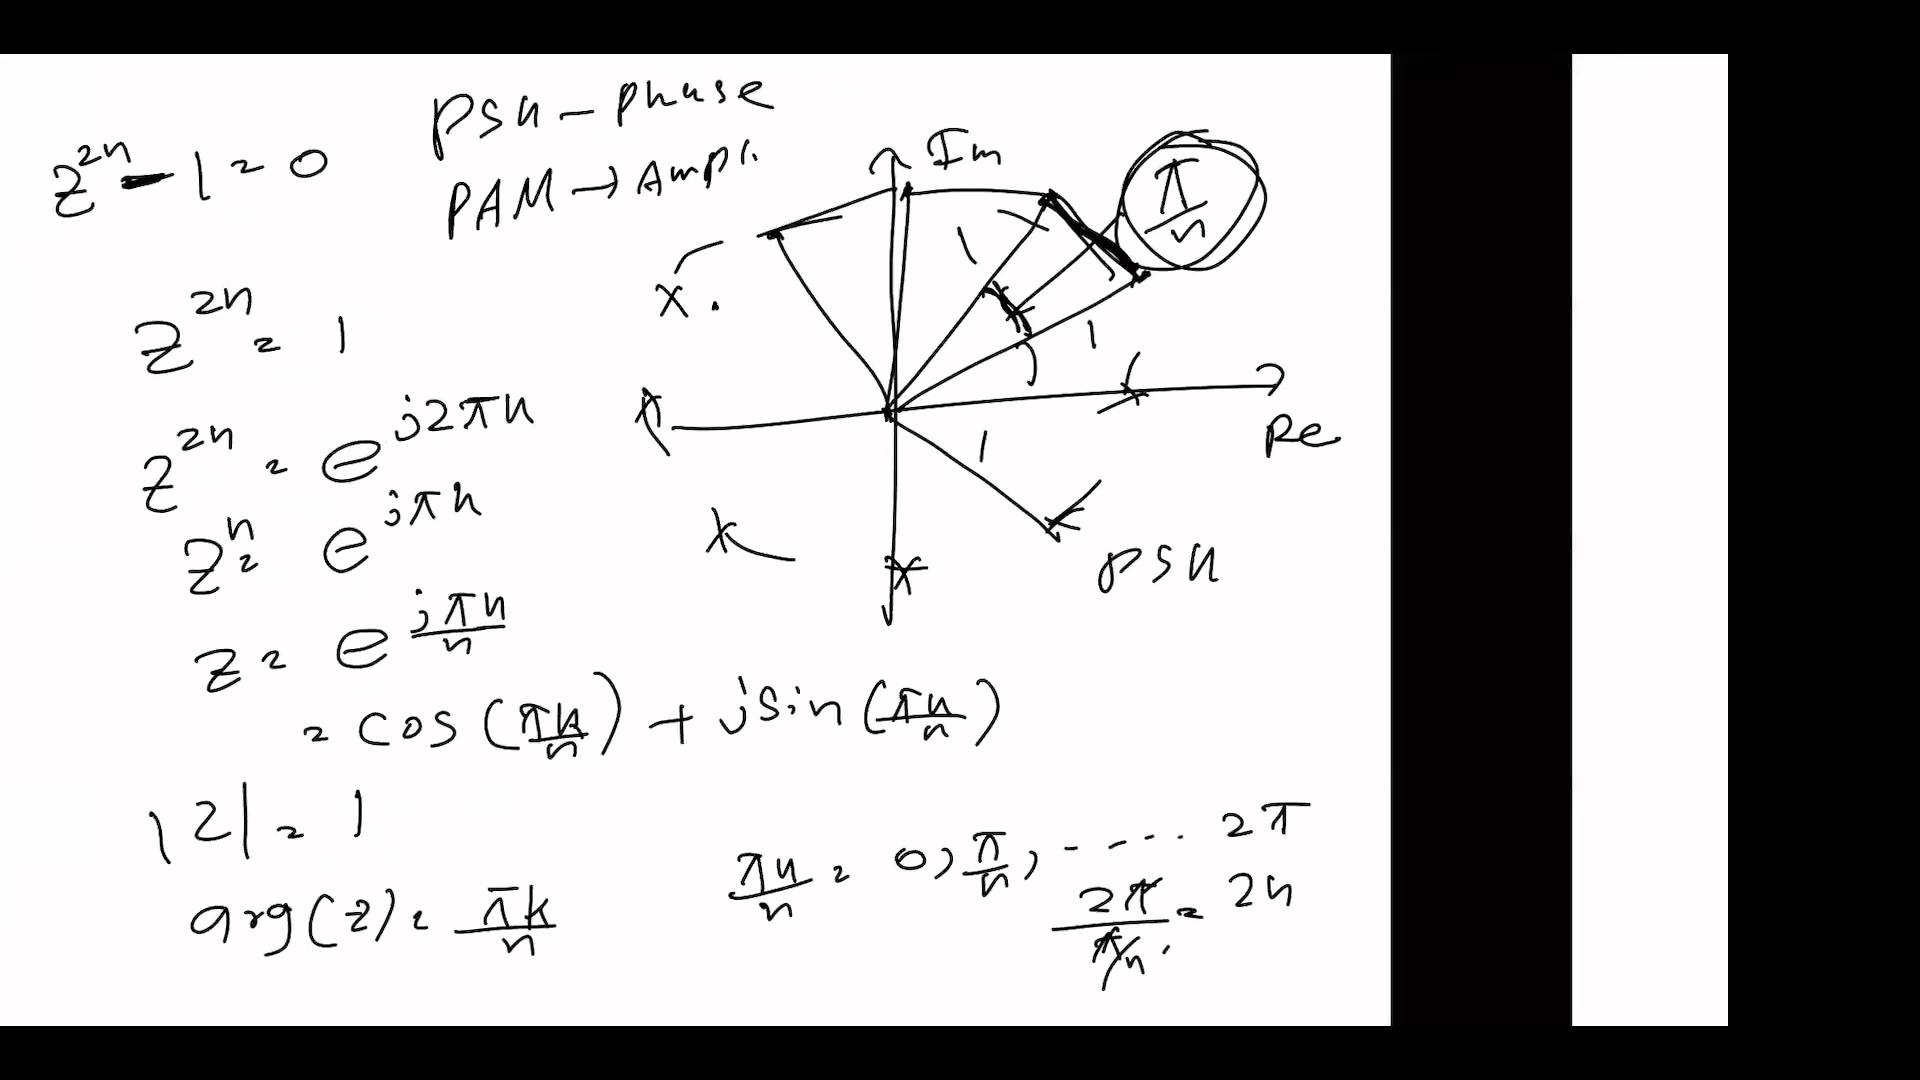 PSK - Phase
PAM → Ampl.
z^{2n} - 1 = 0
z^{2n} = 1
z^{2n} = e^{j2πk}
z^n = e^{jπk}
z = e^{jπk/n}
= cos(πk/n) + jsin(πk/n)
|z| = 1
arg(z) = πk/n
Im
π/n
1
1
x
Re
1
PSK
πk/n = 0, π/n, - - - - 2π
2π/π/n = 2n